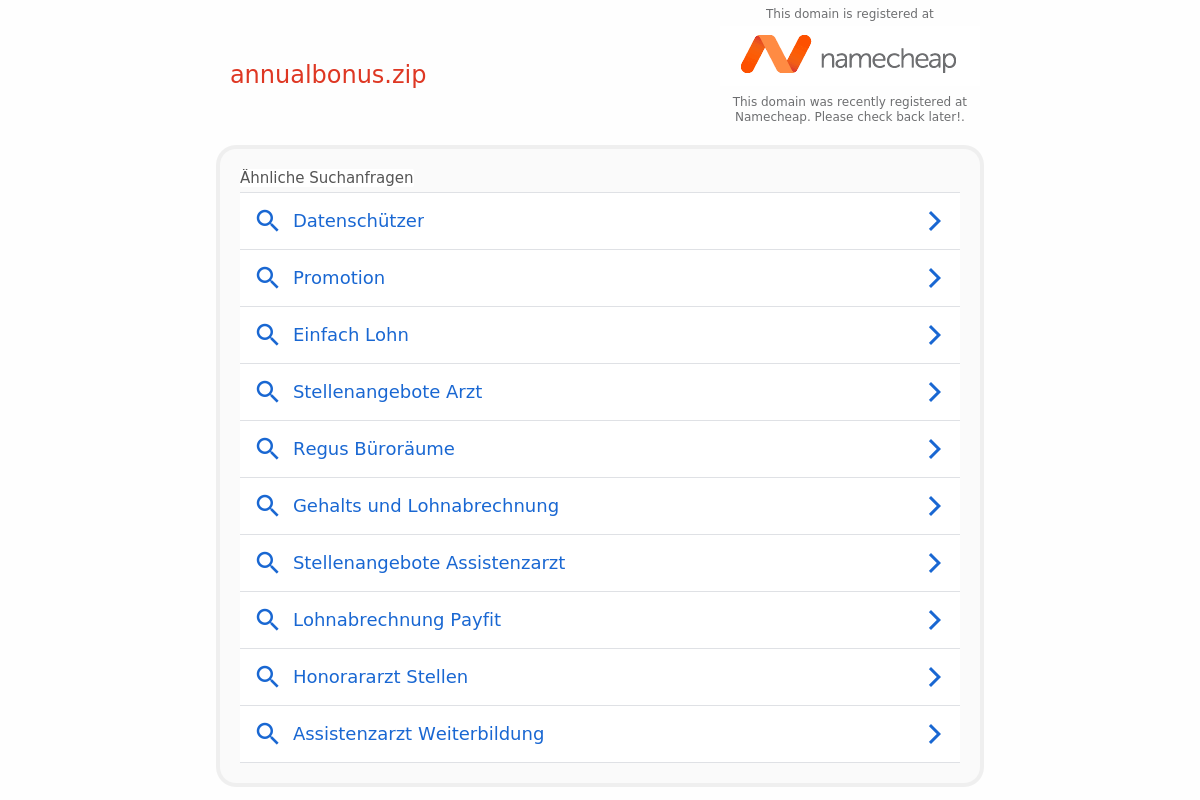 This domain is registered at
namecheap
annualbonus.zip
This domain was recently registered at
Namecheap. Please check back later!.
Ähnliche Suchanfragen
Datenschützer
Promotion
Einfach Lohn
Stellenangebote Arzt
Regus Büroräume
Gehalts und Lohnabrechnung
Stellenangebote Assistenzarzt
Lohnabrechnung Payfit
Honorararzt Stellen
Assistenzarzt Weiterbildung